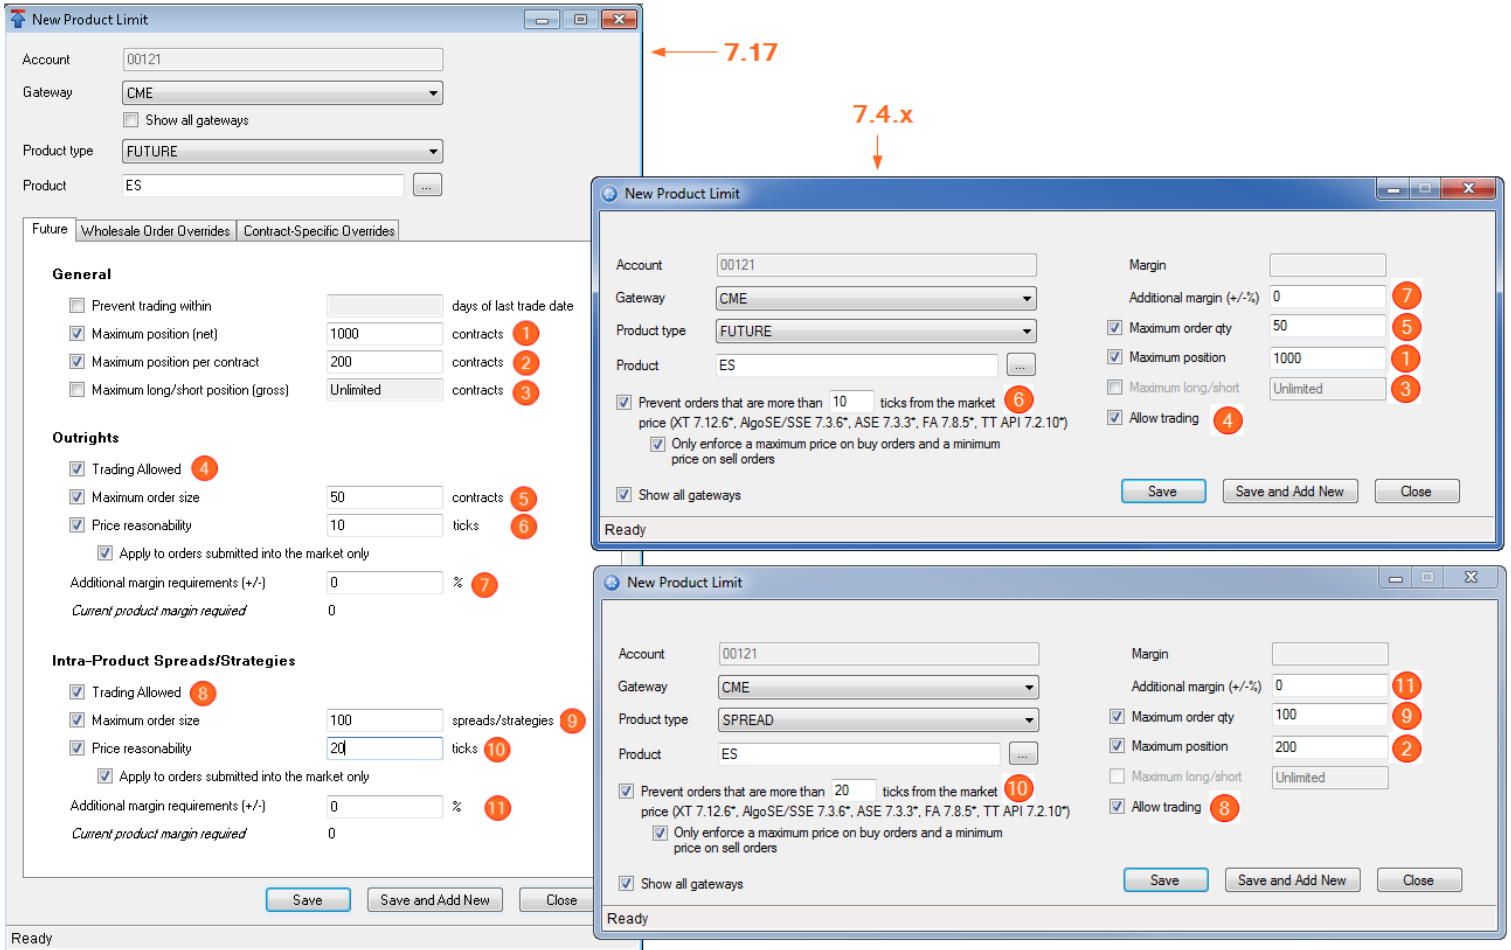 New Product Limit
Account 00121
Gateway CME
Show all gateways
Product type FUTURE
Product ES ...
Future Wholesale Order Overrides Contract-Specific Overrides
General
Prevent trading within days of last trade date
Maximum position (net) 1000 contracts 1
Maximum position per contract 200 contracts 2
Maximum long/short position (gross) Unlimited contracts 3
Outrights
Trading Allowed 4
Maximum order size 50 contracts 5
Price reasonability 10 ticks 6
Apply to orders submitted into the market only
Additional margin requirements (+/-) 0 % 7
Current product margin required 0
Intra-Product Spreads/Strategies
Trading Allowed 8
Maximum order size 100 spreads/strategies 9
Price reasonability 20 ticks 10
Apply to orders submitted into the market only
Additional margin requirements (+/-) 0 % 11
Current product margin required 0
Save Save and Add New Close
Ready
7.17
7.4.x
New Product Limit
Account 00121
Gateway CME
Product type FUTURE
Product ES ...
Prevent orders that are more than 10 ticks from the market 6
price (XT 7.12.6*, AlgoSE/SSE 7.3.6*, ASE 7.3.3*, FA 7.8.5*, TT API 7.2.10*)
Only enforce a maximum price on buy orders and a minimum
price on sell orders
Show all gateways
Margin
Additional margin (+/-%) 0 7
Maximum order qty 50 5
Maximum position 1000 1
Maximum long/short Unlimited 3
Allow trading 4
Save Save and Add New Close
Ready
New Product Limit
Account 00121
Gateway CME
Product type SPREAD
Product ES ...
Prevent orders that are more than 20 ticks from the market 10
price (XT 7.12.6*, AlgoSE/SSE 7.3.6*, ASE 7.3.3*, FA 7.8.5*, TT API 7.2.10*)
Only enforce a maximum price on buy orders and a minimum
price on sell orders
Show all gateways
Margin
Additional margin (+/-%) 0 11
Maximum order qty 100 9
Maximum position 200 2
Maximum long/short Unlimited
Allow trading 8
Save Save and Add New Close
Ready